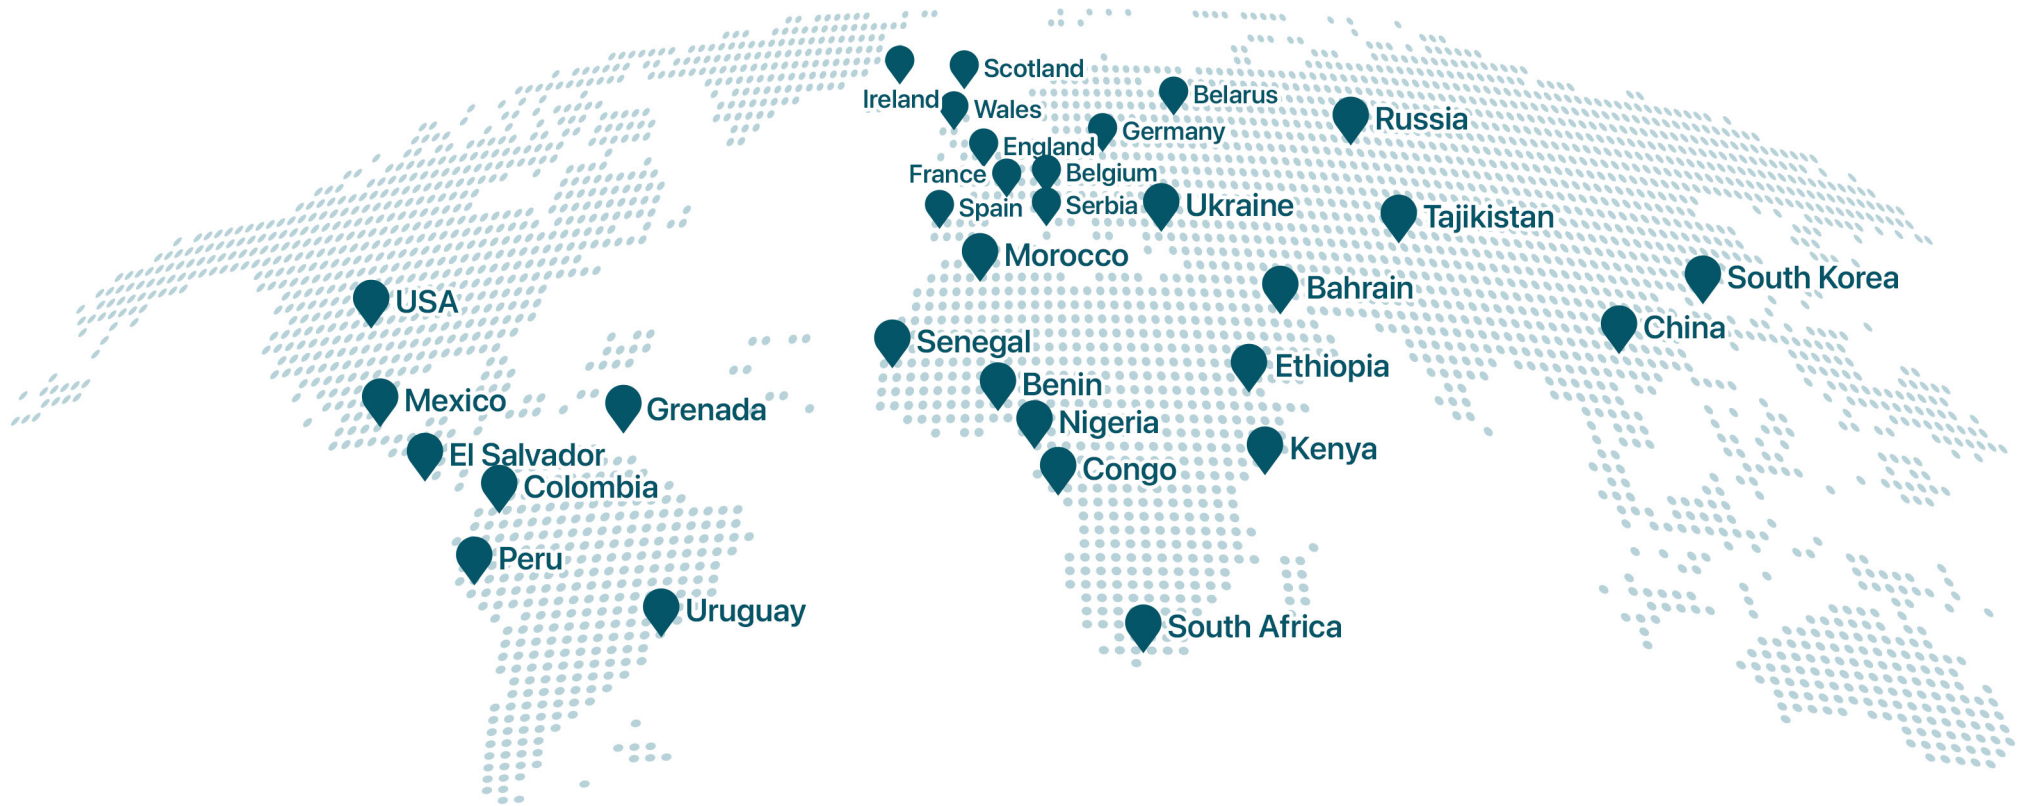 Scotland
Ireland
Wales
Belarus
Russia
Germany
England
France
Belgium
Spain
Serbia
Ukraine
Tajikistan
Morocco
South Korea
Bahrain
USA
China
Senegal
Ethiopia
Benin
Mexico
Grenada
Nigeria
Kenya
El Salvador
Congo
Colombia
Peru
Uruguay
South Africa